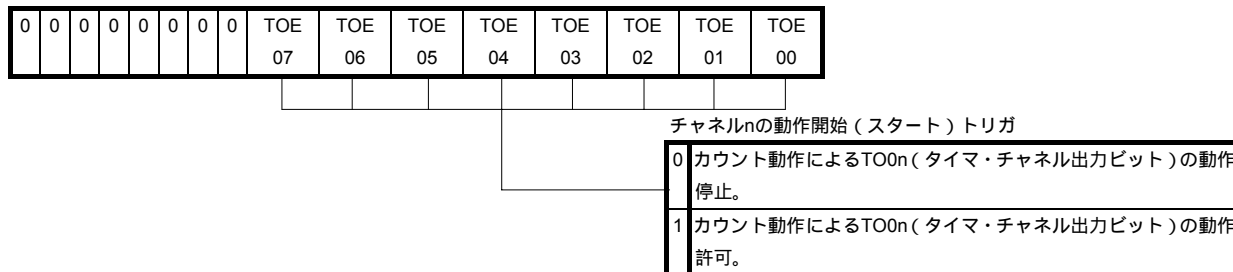 0 0 0 0 0 0 0 0 TOE TOE TOE TOE TOE TOE TOE TOE
07 06 05 04 03 02 01 00
チャネルnの動作開始（スタート）トリガ
0 カウント動作によるTO0n（タイマ・チャネル出力ビット）の動作
停止。
1 カウント動作によるTO0n（タイマ・チャネル出力ビット）の動作
許可。